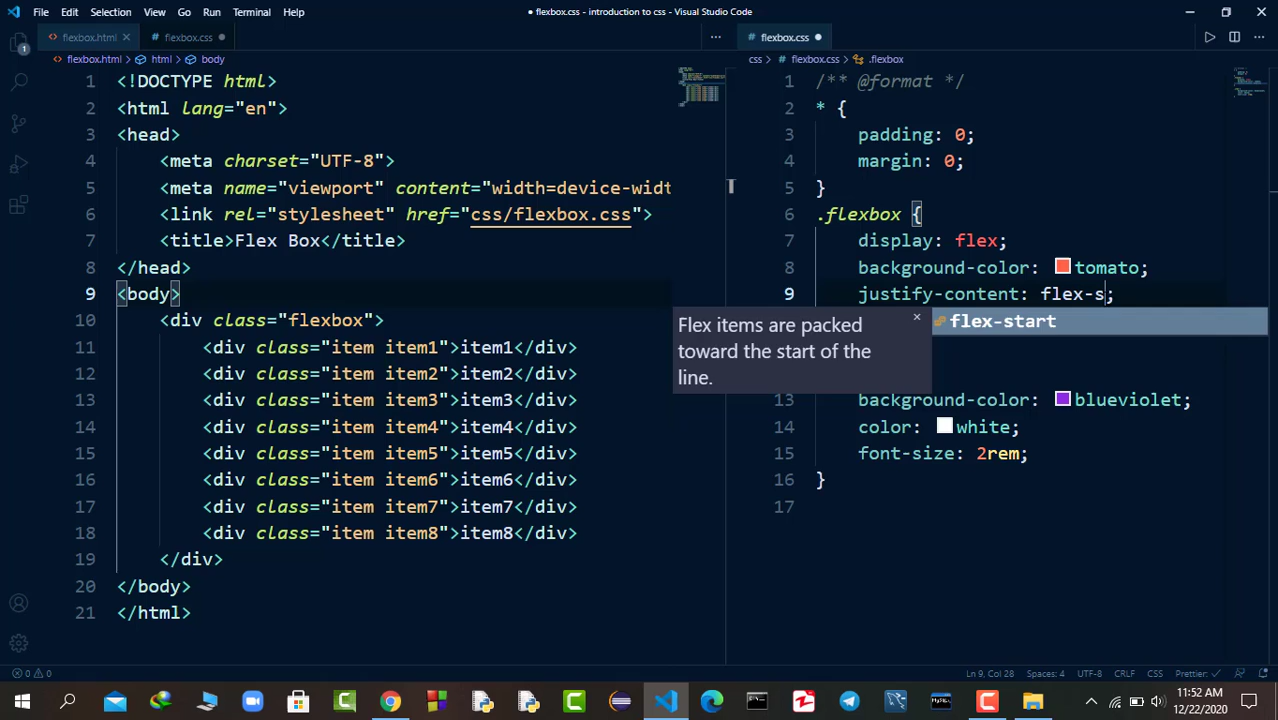 File Edit Selection View Go Run Terminal Help
● flexbox.css - introduction to css - Visual Studio Code
flexbox.html
flexbox.css
flexbox.html > html > body
1 <!DOCTYPE html>
2 <html lang="en">
3 <head>
4 <meta charset="UTF-8">
5 <meta name="viewport" content="width=device-widt
6 <link rel="stylesheet" href="css/flexbox.css">
7 <title>Flex Box</title>
8 </head>
9 <body>
10 <div class="flexbox">
11 <div class="item item1">item1</div>
12 <div class="item item2">item2</div>
13 <div class="item item3">item3</div>
14 <div class="item item4">item4</div>
15 <div class="item item5">item5</div>
16 <div class="item item6">item6</div>
17 <div class="item item7">item7</div>
18 <div class="item item8">item8</div>
19 </div>
20 </body>
21 </html>
flexbox.css
css > flexbox.css > .flexbox
1 /** @format */
2 * {
3 padding: 0;
4 margin: 0;
5 }
6 .flexbox {
7 display: flex;
8 background-color: tomato;
9 justify-content: flex-s;
flex-start
Flex items are packed
toward the start of the
line.
13 background-color: blueviolet;
14 color: white;
15 font-size: 2rem;
16 }
17
1
0 0
Ln 9, Col 28 Spaces: 4 UTF-8 CRLF CSS Prettier: ✓
11:52 AM
12/22/2020